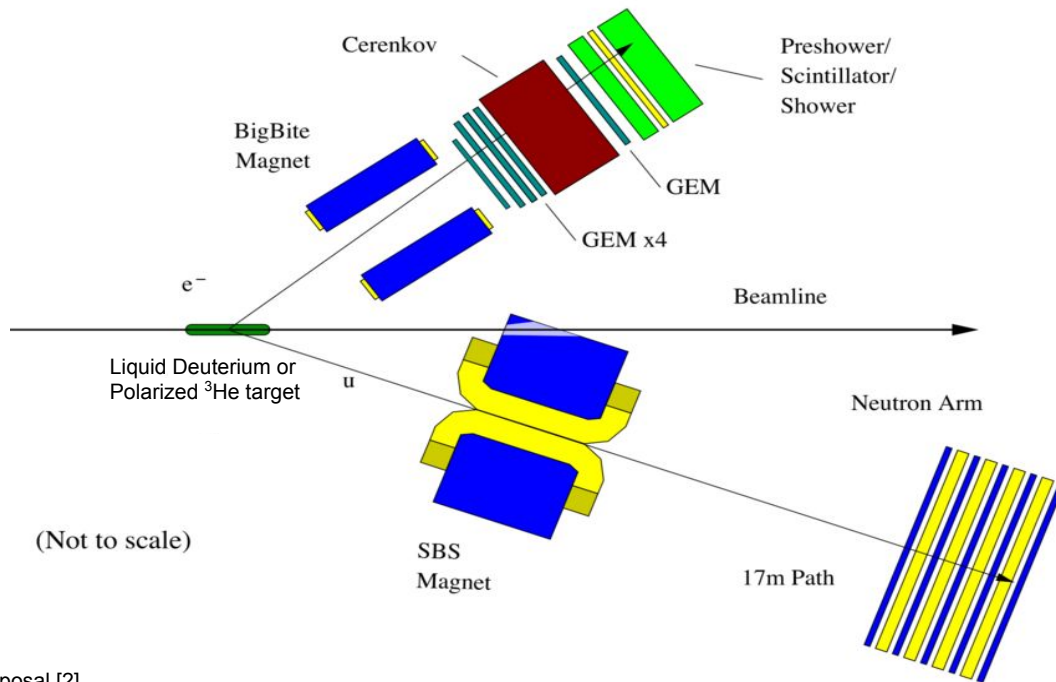 Cerenkov
Preshower/
Scintillator/
Shower
BigBite
Magnet
GEM
GEM x4
e⁻
Beamline
Liquid Deuterium or
Polarized ³He target
u
Neutron Arm
(Not to scale)
SBS
Magnet
17m Path
posal [2]